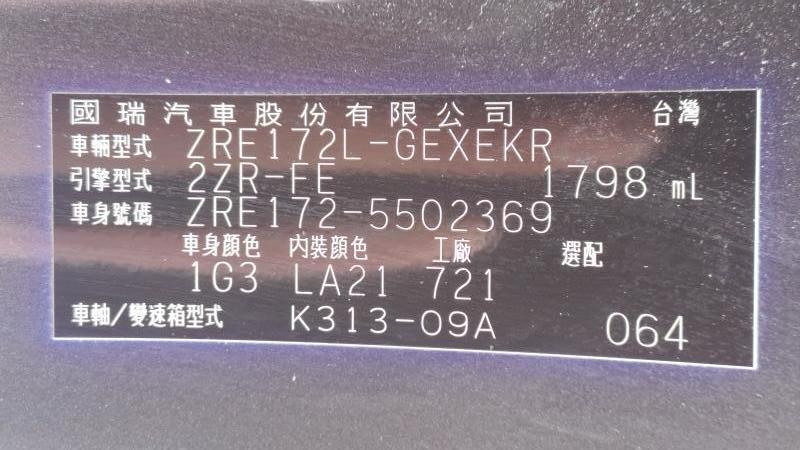 國瑞汽車股份有限公司 台灣
車輛型式 ZRE172L-GEXEKR
引擎型式 2ZR-FE 1798 mL
車身號碼 ZRE172-5502369
車身顏色 內裝顏色 工廠 選配
1G3 LA21 721
車軸/變速箱型式 K313-09A 064